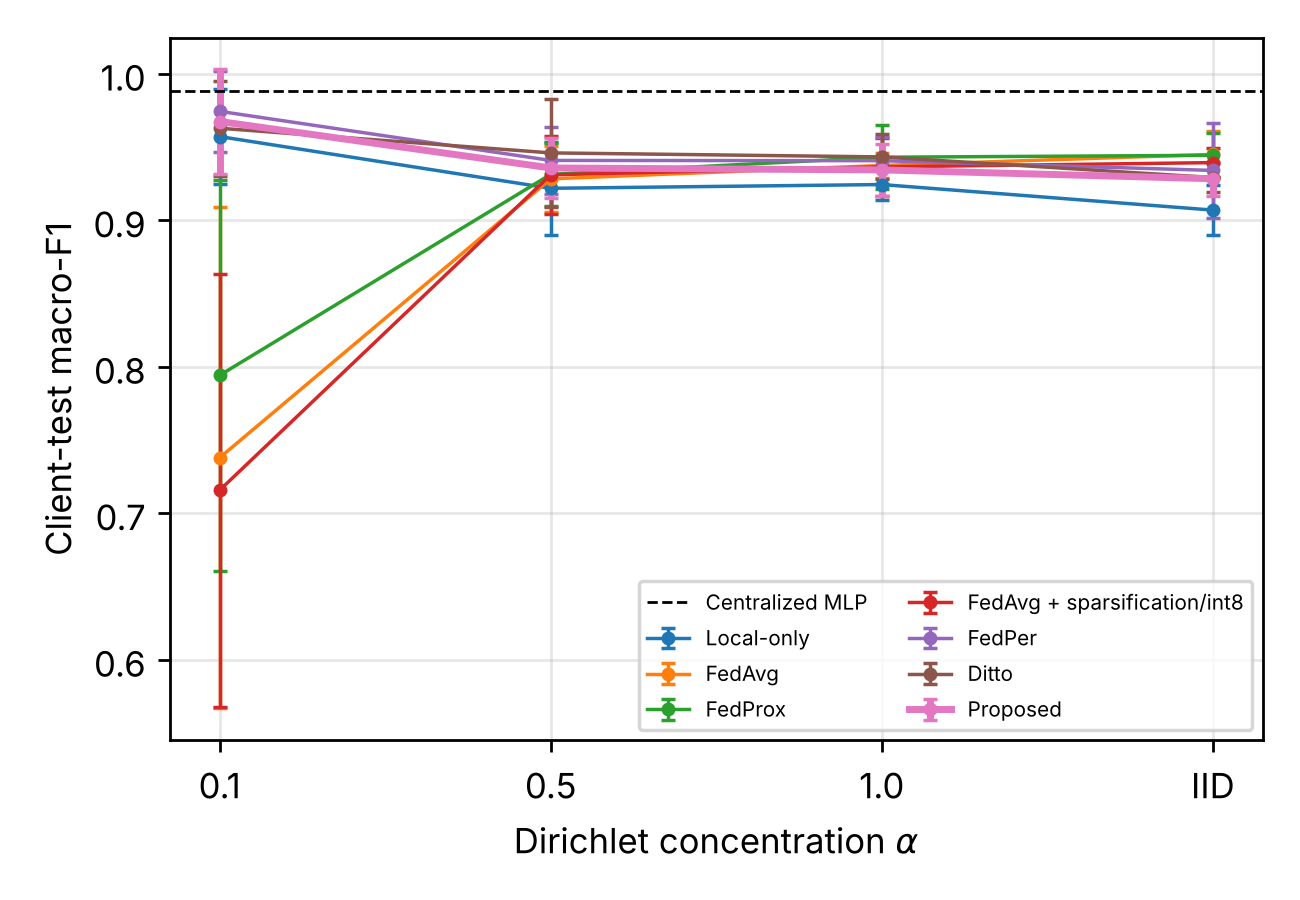 1.0
0.9
0.8
0.7
0.6
Client-test macro-F1
Centralized MLP
Local-only
FedAvg
FedProx
FedAvg + sparsification/int8
FedPer
Ditto
Proposed
0.1
0.5
1.0
IID
Dirichlet concentration α